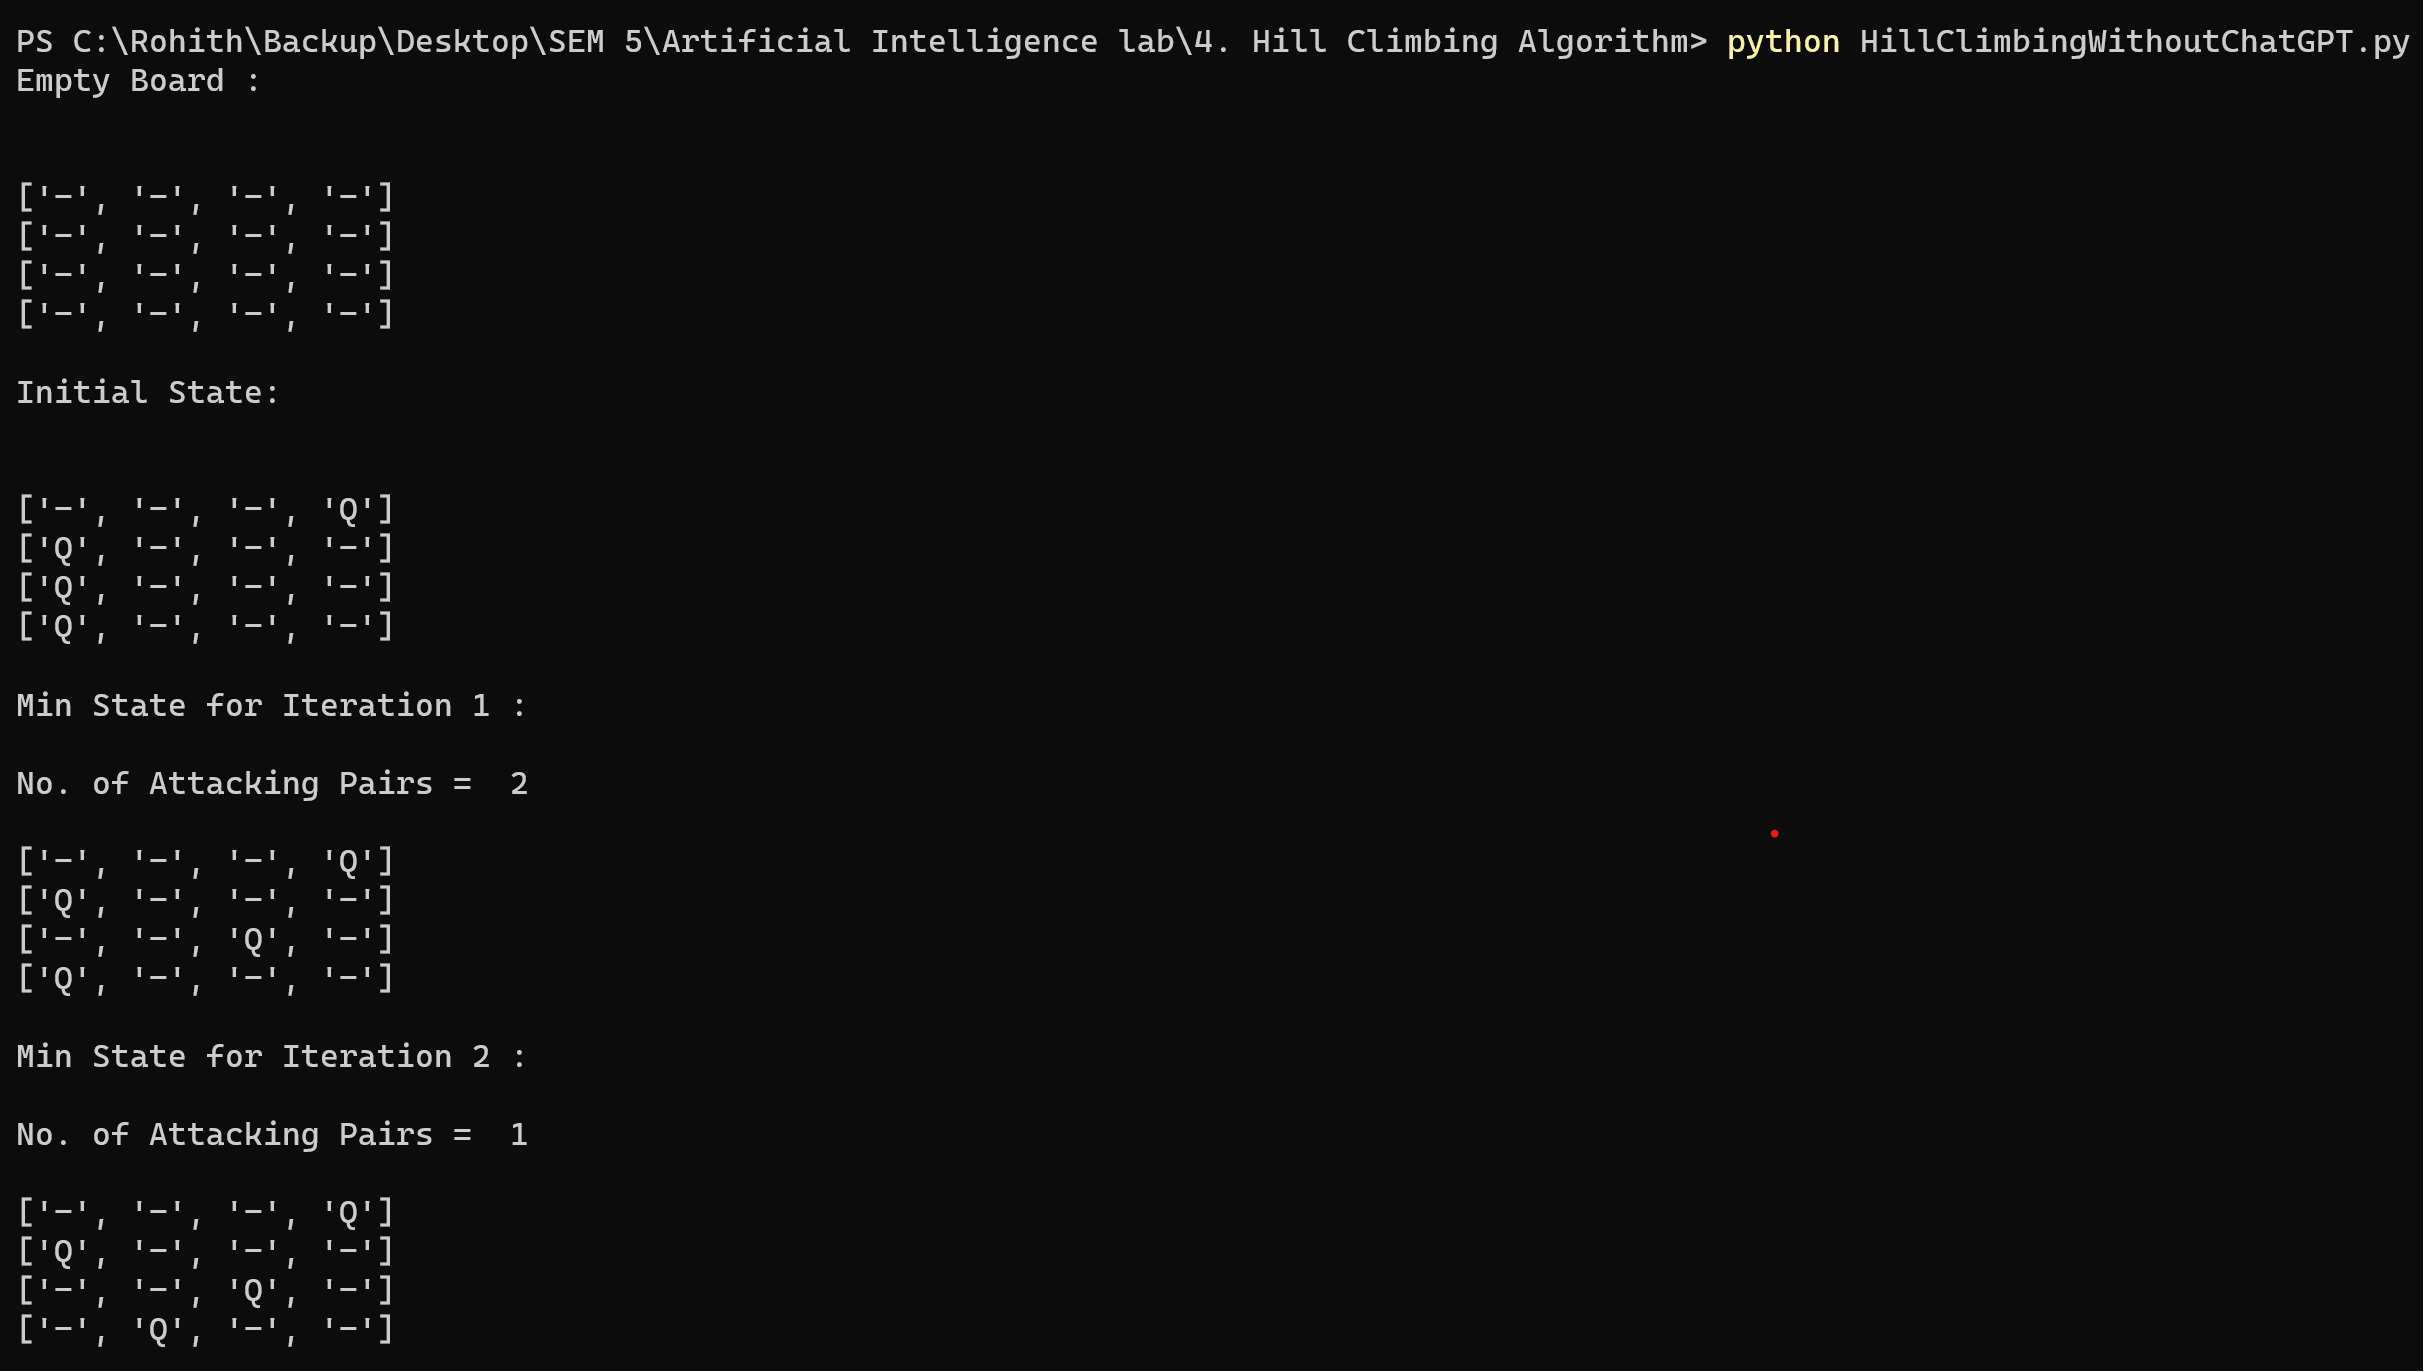 PS C:\Rohith\Backup\Desktop\SEM 5\Artificial Intelligence lab\4. Hill Climbing Algorithm> python HillClimbingWithoutChatGPT.py
Empty Board :
['-', '-', '-', '-']
['-', '-', '-', '-']
['-', '-', '-', '-']
['-', '-', '-', '-']
Initial State:
['-', '-', '-', 'Q']
['Q', '-', '-', '-']
['Q', '-', '-', '-']
['Q', '-', '-', '-']
Min State for Iteration 1 :
No. of Attacking Pairs =  2
['-', '-', '-', 'Q']
['Q', '-', '-', '-']
['-', '-', 'Q', '-']
['Q', '-', '-', '-']
Min State for Iteration 2 :
No. of Attacking Pairs =  1
['-', '-', '-', 'Q']
['Q', '-', '-', '-']
['-', '-', 'Q', '-']
['-', 'Q', '-', '-']